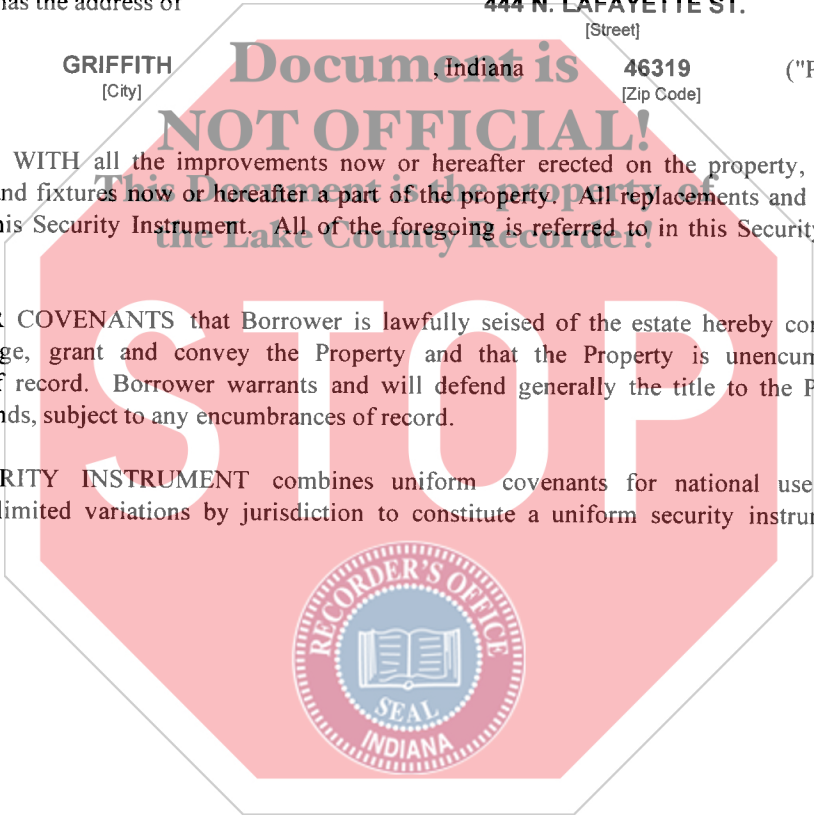 has the address of 444 N. LAFAYETTE ST.
[Street]
GRIFFITH , Indiana 46319 ("P
[City] [Zip Code]
Document is
NOT OFFICIAL!
WITH all the improvements now or hereafter erected on the property,
nd fixtures now or hereafter a part of the property. All replacements and
This Document is the property of
is Security Instrument. All of the foregoing is referred to in this Security
the Lake County Recorder!
R COVENANTS that Borrower is lawfully seised of the estate hereby con
ge, grant and convey the Property and that the Property is unencum
f record. Borrower warrants and will defend generally the title to the P
nds, subject to any encumbrances of record.
STOP
RITY INSTRUMENT combines uniform covenants for national use
limited variations by jurisdiction to constitute a uniform security instrum
RECORDER'S OFFICE
SEAL
INDIANA